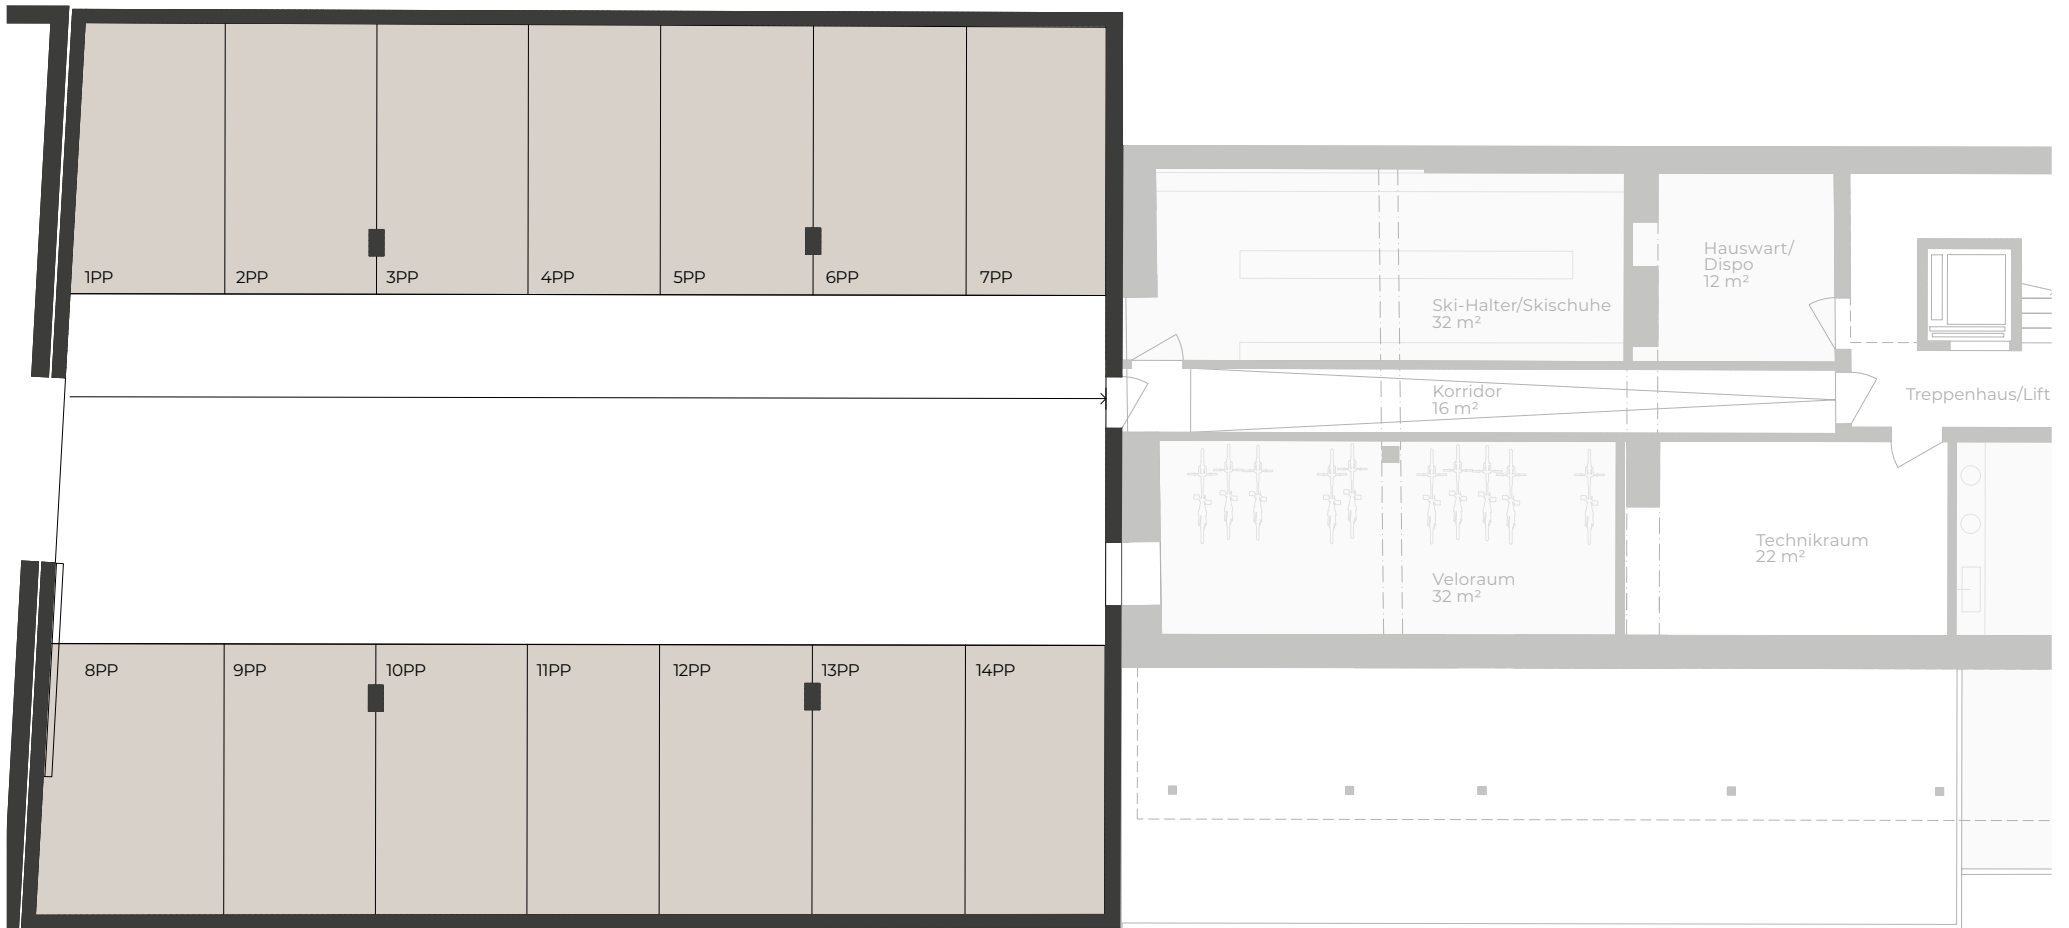 1PP
2PP
3PP
4PP
5PP
6PP
7PP
Hauswart/
Dispo
12 m²
Ski-Halter/Skischuhe
32 m²
Korridor
16 m²
Treppenhaus/Lift
Technikraum
22 m²
Veloraum
32 m²
8PP
9PP
10PP
11PP
12PP
13PP
14PP